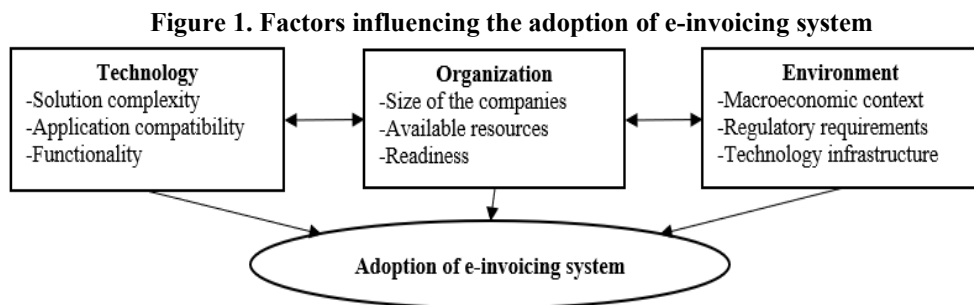 Figure 1. Factors influencing the adoption of e-invoicing system
Technology
-Solution complexity
-Application compatibility
-Functionality
Organization
-Size of the companies
-Available resources
-Readiness
Environment
-Macroeconomic context
-Regulatory requirements
-Technology infrastructure
Adoption of e-invoicing system